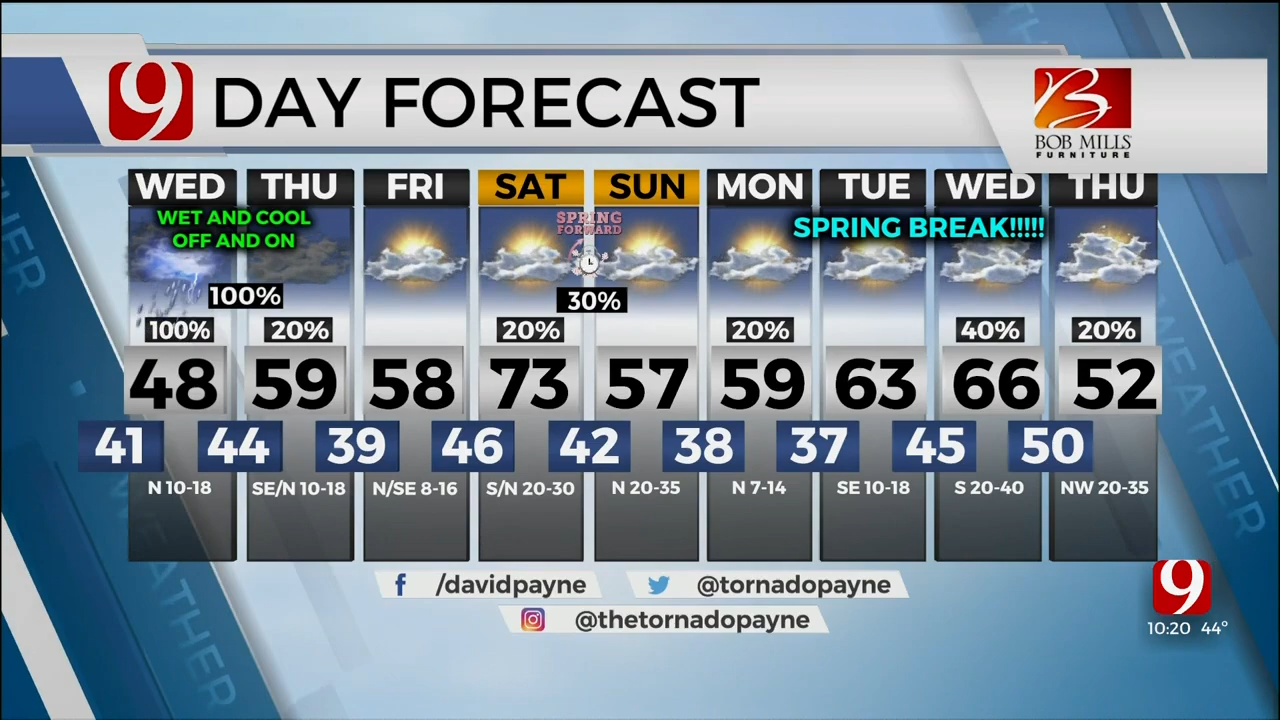 9 DAY FORECAST
B
BOB MILLS
FURNITURE
WED THU FRI SAT SUN MON TUE WED THU
WET AND COOL
OFF AND ON
SPRING
FORWARD
SPRING BREAK!!!!!
100% 30%
100% 20% 20% 20% 40% 20%
48 59 58 73 57 59 63 66 52
41 44 39 46 42 38 37 45 50
N 10-18 SE/N 10-18 N/SE 8-16 S/N 20-30 N 20-35 N 7-14 SE 10-18 S 20-40 NW 20-35
f /davidpayne @tornadopayne
@thetornadopayne
9
10:20 44°
WEATHER
WEATHER
WEATHER